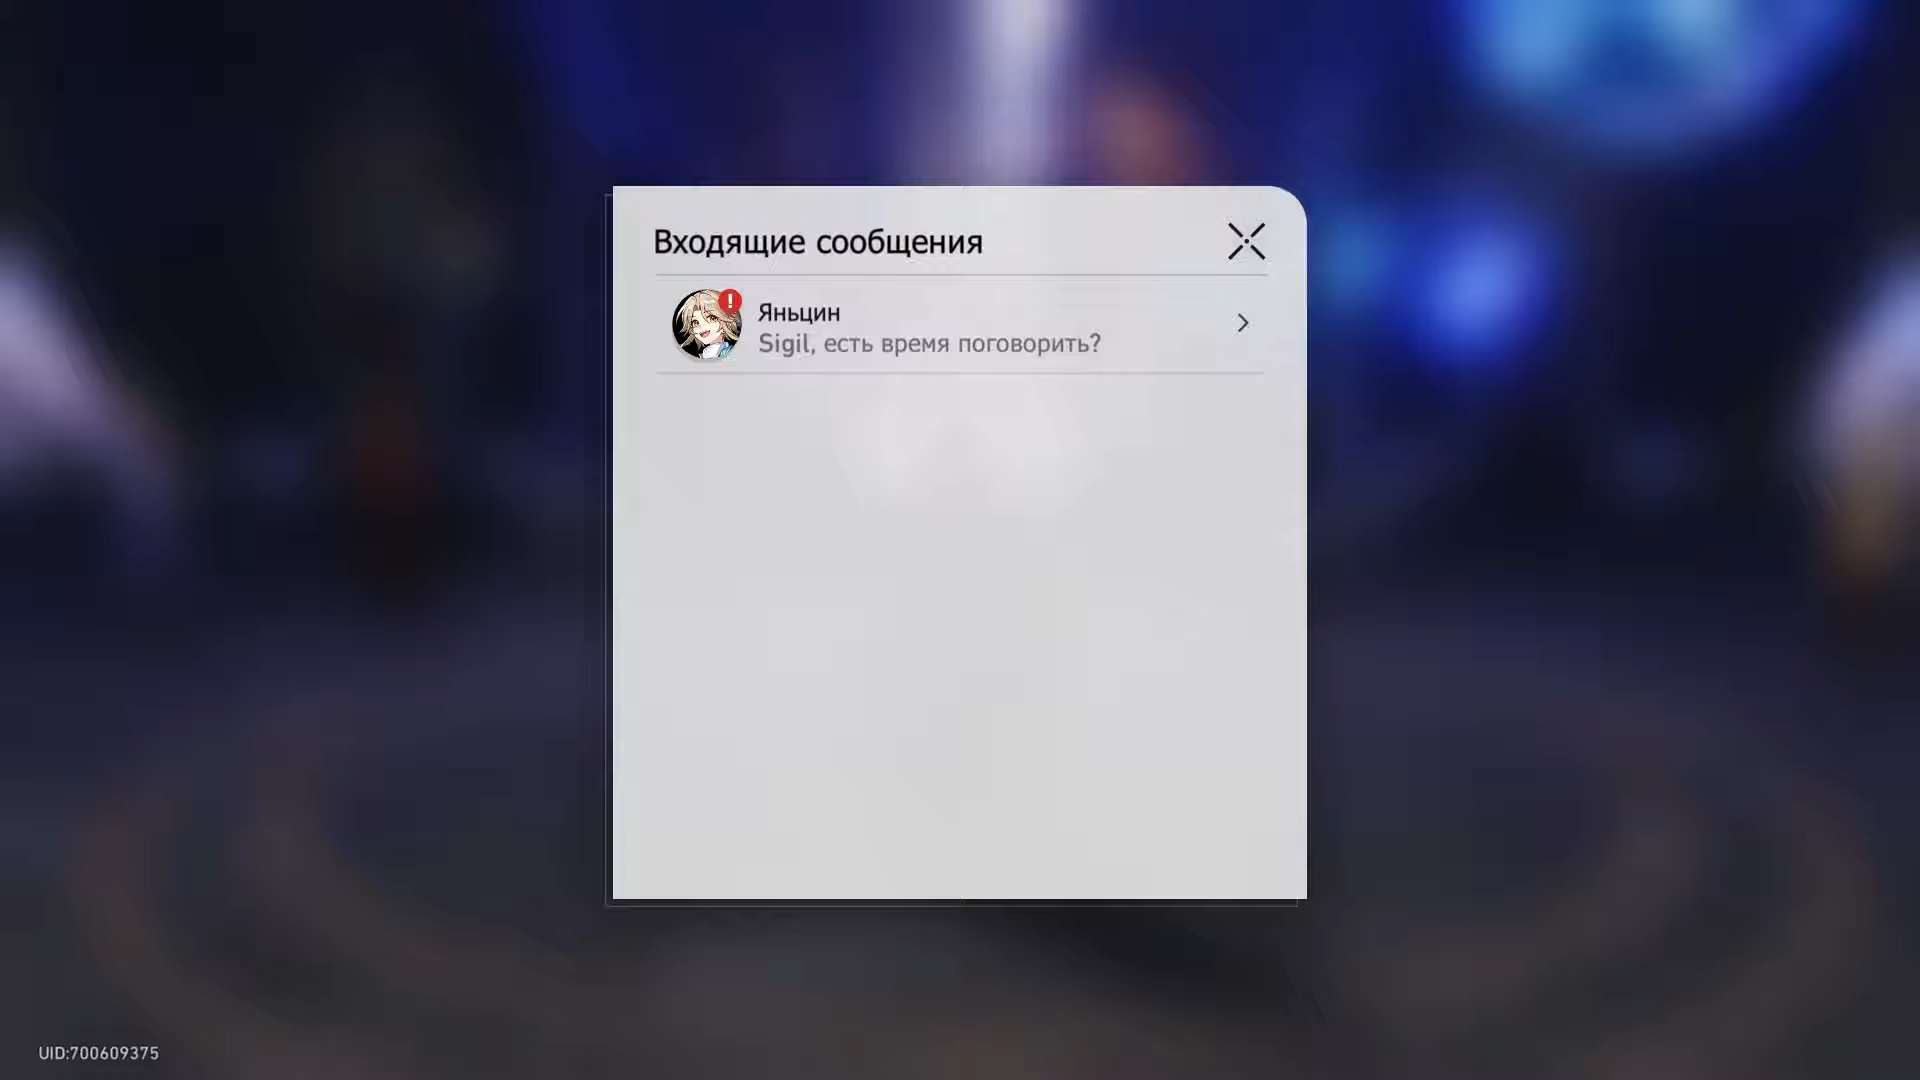 Входящие сообщения
!
Яньцин
Sigil, есть время поговорить?
UID:700609375